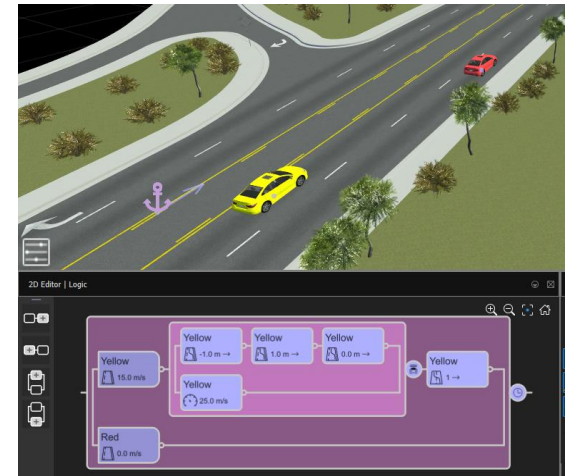 2D Editor | Logic
Yellow
15.0 m/s
Yellow
-1.0 m →
Yellow
1.0 m →
Yellow
0.0 m →
Yellow
25.0 m/s
Yellow
1 →
Red
0.0 m/s